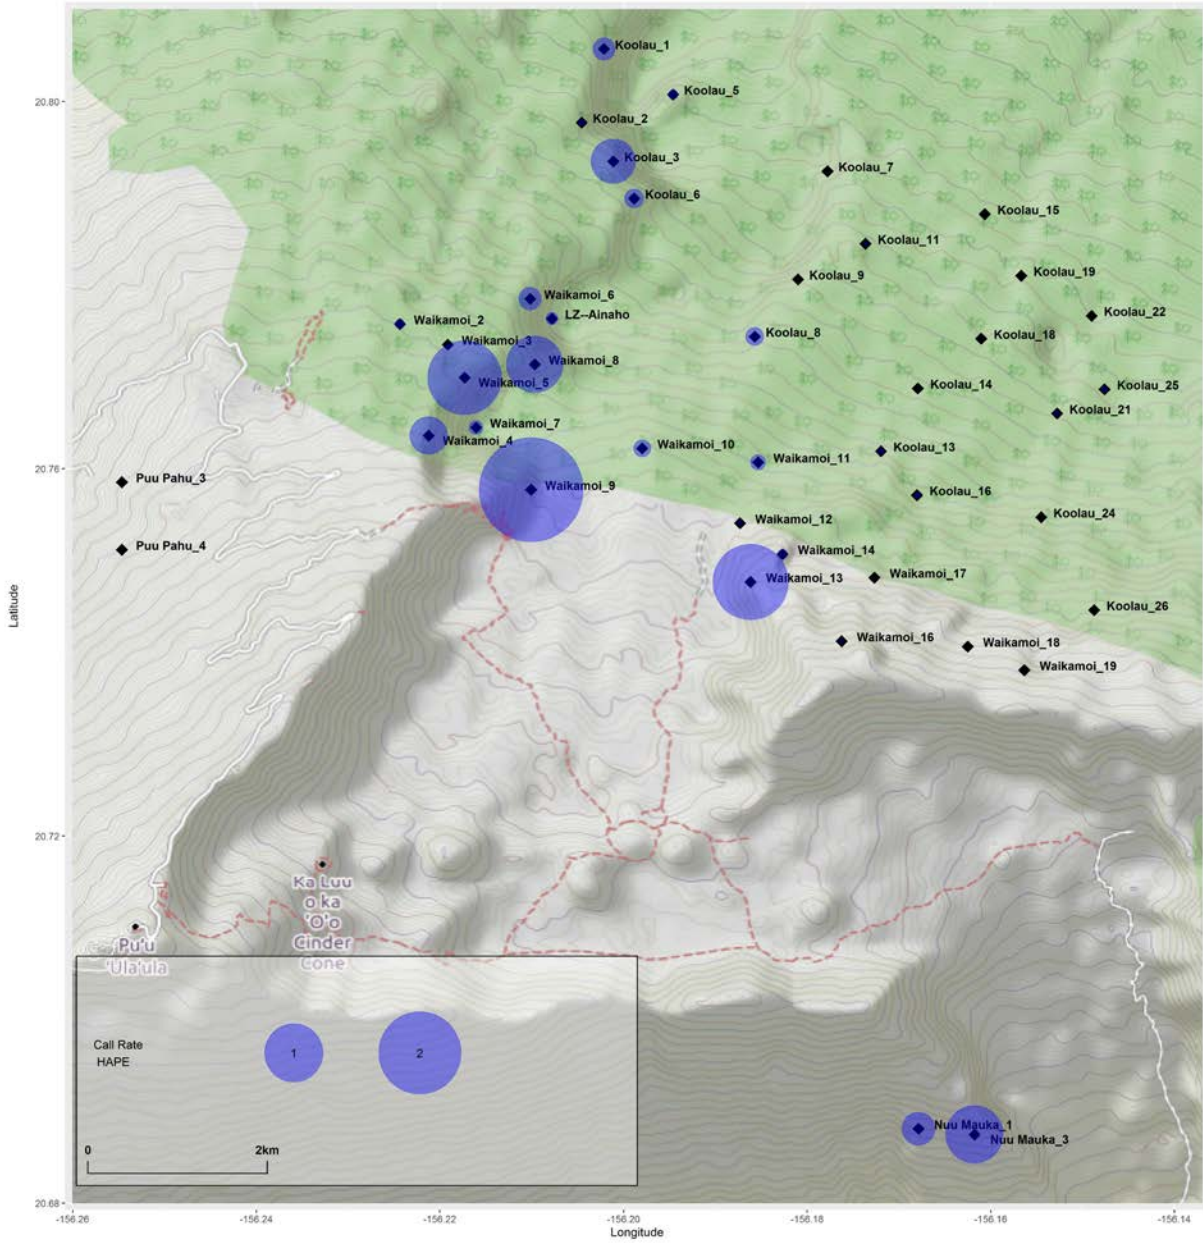 Koolau_1
Koolau_5
20.80
Koolau_2
Koolau_3
Koolau_7
Koolau_6
Koolau_15
Koolau_11
Koolau_9
Koolau_19
Waikamoi_6
LZ--Ainaho
Koolau_22
Waikamoi_2
Koolau_8
Koolau_18
Waikamoi_3
Waikamoi_8
Waikamoi_5
Koolau_14
Koolau_25
Koolau_21
Waikamoi_7
Waikamoi_4
Waikamoi_10
Koolau_13
Waikamoi_11
20.76
Puu Pahu_3
Waikamoi_9
Koolau_16
Koolau_24
Waikamoi_12
Puu Pahu_4
Waikamoi_14
Waikamoi_13
Waikamoi_17
Latitude
Koolau_26
Waikamoi_16
Waikamoi_18
Waikamoi_19
20.72
Ka Luu
o ka
'O'o
Cinder
Cone
Pu'u
'Ula'ula
Call Rate
HAPE
1
2
Nuu Mauka_1
Nuu Mauka_3
0
2km
20.68
-156.26
-156.24
-156.22
-156.20
-156.18
-156.16
-156.14
Longitude